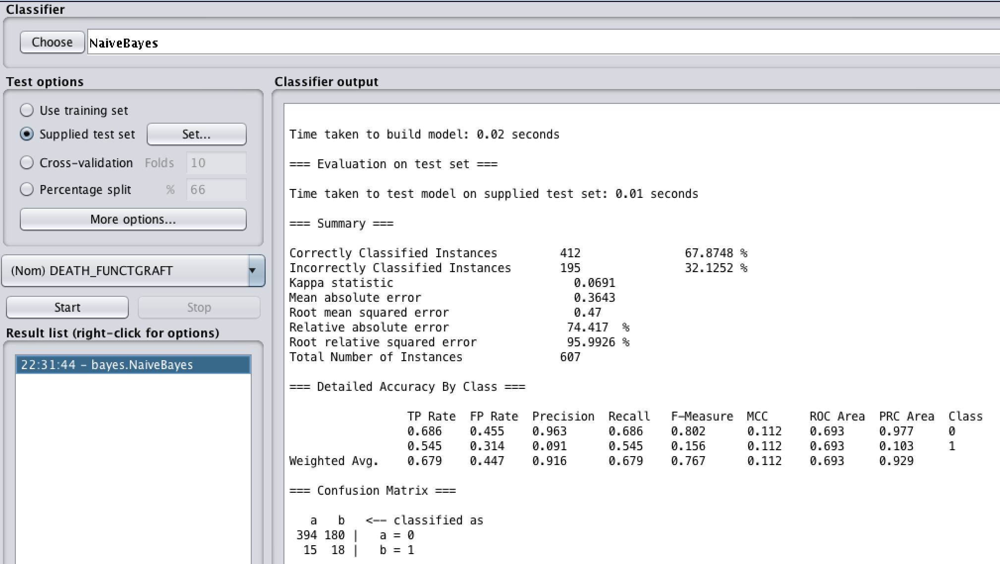 Classifier
Choose NaiveBayes
Test options
Use training set
Supplied test set Set...
Cross-validation Folds 10
Percentage split % 66
More options...
(Nom) DEATH_FUNCTGRAFT
Start Stop
Result list (right-click for options)
22:31:44 - bayes.NaiveBayes
Classifier output
Time taken to build model: 0.02 seconds
=== Evaluation on test set ===
Time taken to test model on supplied test set: 0.01 seconds
=== Summary ===
Correctly Classified Instances 412 67.8748 %
Incorrectly Classified Instances 195 32.1252 %
Kappa statistic 0.0691
Mean absolute error 0.3643
Root mean squared error 0.47
Relative absolute error 74.417 %
Root relative squared error 95.9926 %
Total Number of Instances 607
=== Detailed Accuracy By Class ===
TP Rate FP Rate Precision Recall F-Measure MCC ROC Area PRC Area Class
0.686 0.455 0.963 0.686 0.802 0.112 0.693 0.977 0
0.545 0.314 0.091 0.545 0.156 0.112 0.693 0.103 1
Weighted Avg. 0.679 0.447 0.916 0.679 0.767 0.112 0.693 0.929
=== Confusion Matrix ===
a b <-- classified as
394 180 | a = 0
15 18 | b = 1